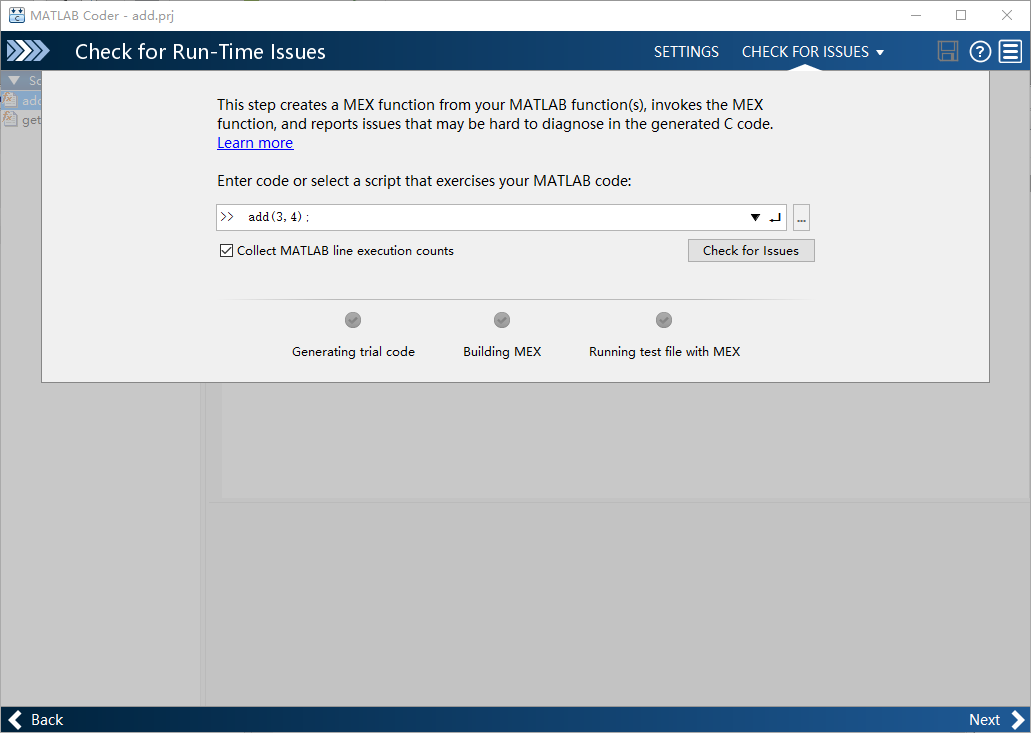 MATLAB Coder - add.prj
Check for Run-Time Issues
SETTINGS
CHECK FOR ISSUES
This step creates a MEX function from your MATLAB function(s), invokes the MEX
function, and reports issues that may be hard to diagnose in the generated C code.
Learn more
Enter code or select a script that exercises your MATLAB code:
>> add(3,4);
...
Collect MATLAB line execution counts
Check for Issues
Generating trial code
Building MEX
Running test file with MEX
So
add
get
Back
Next